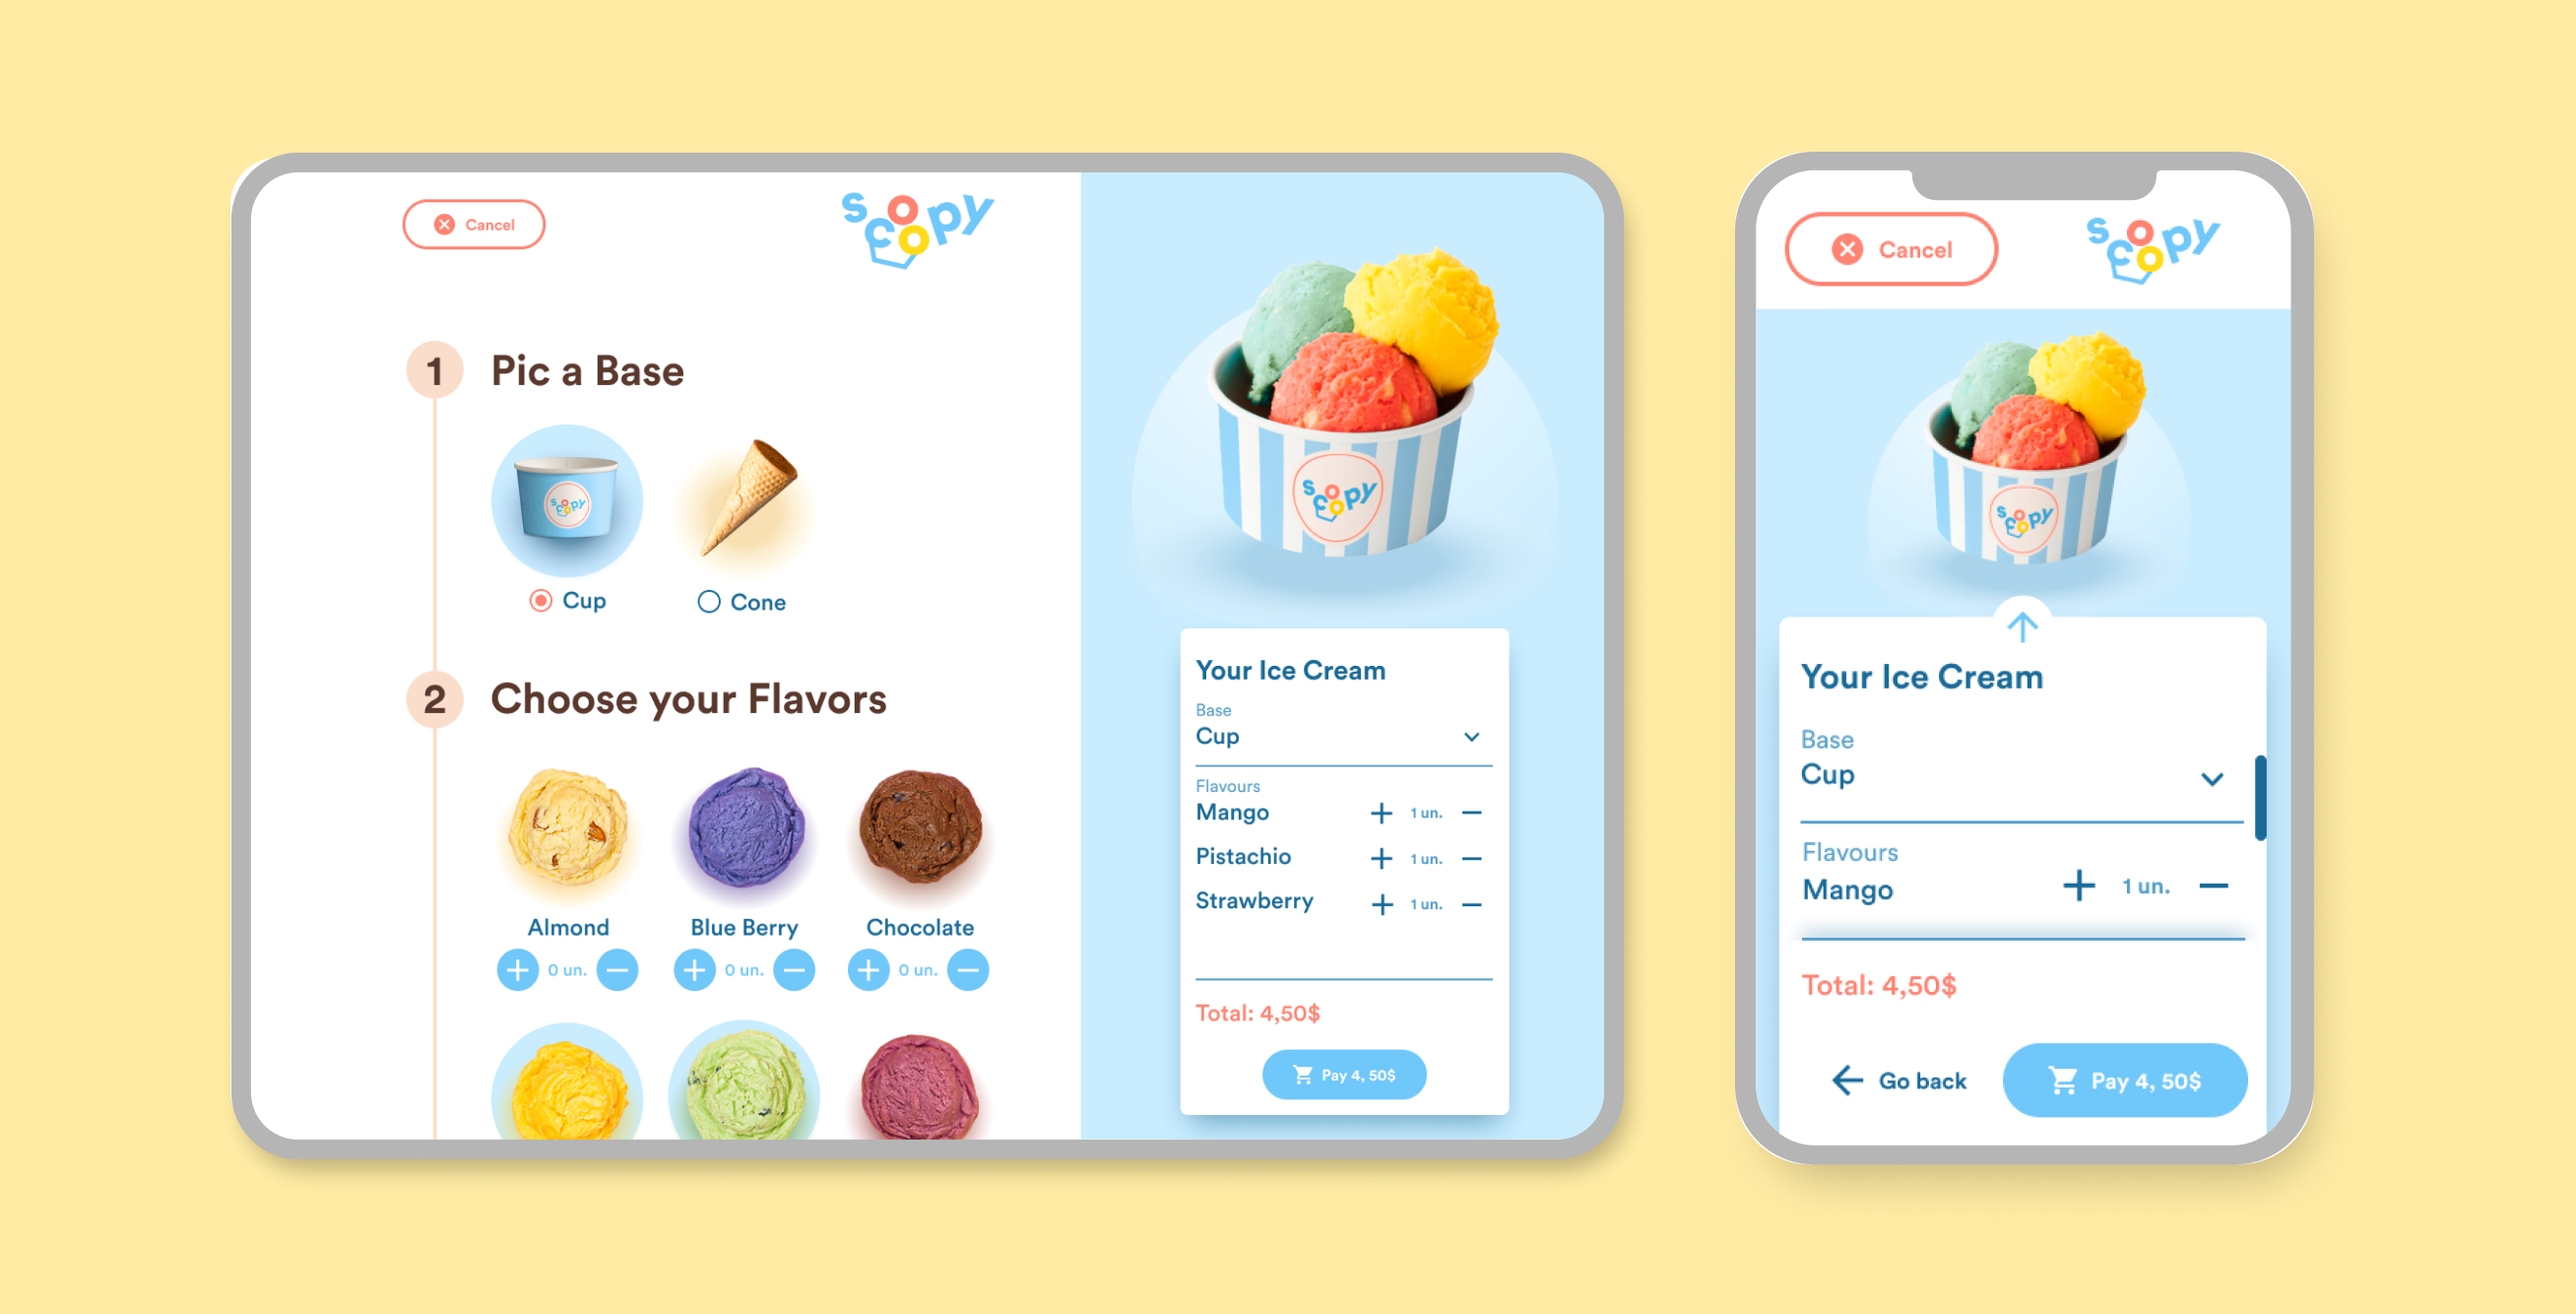 Cancel
scoopy
1 Pic a Base
scoopy
Cup
Cone
2 Choose your Flavors
Almond
Blue Berry
Chocolate
0 un.
0 un.
0 un.
scoopy
Your Ice Cream
Base
Cup
Flavours
Mango 1 un.
Pistachio 1 un.
Strawberry 1 un.
Total: 4,50$
Pay 4, 50$
Cancel
scoopy
scoopy
Your Ice Cream
Base
Cup
Flavours
Mango 1 un.
Total: 4,50$
Go back
Pay 4, 50$